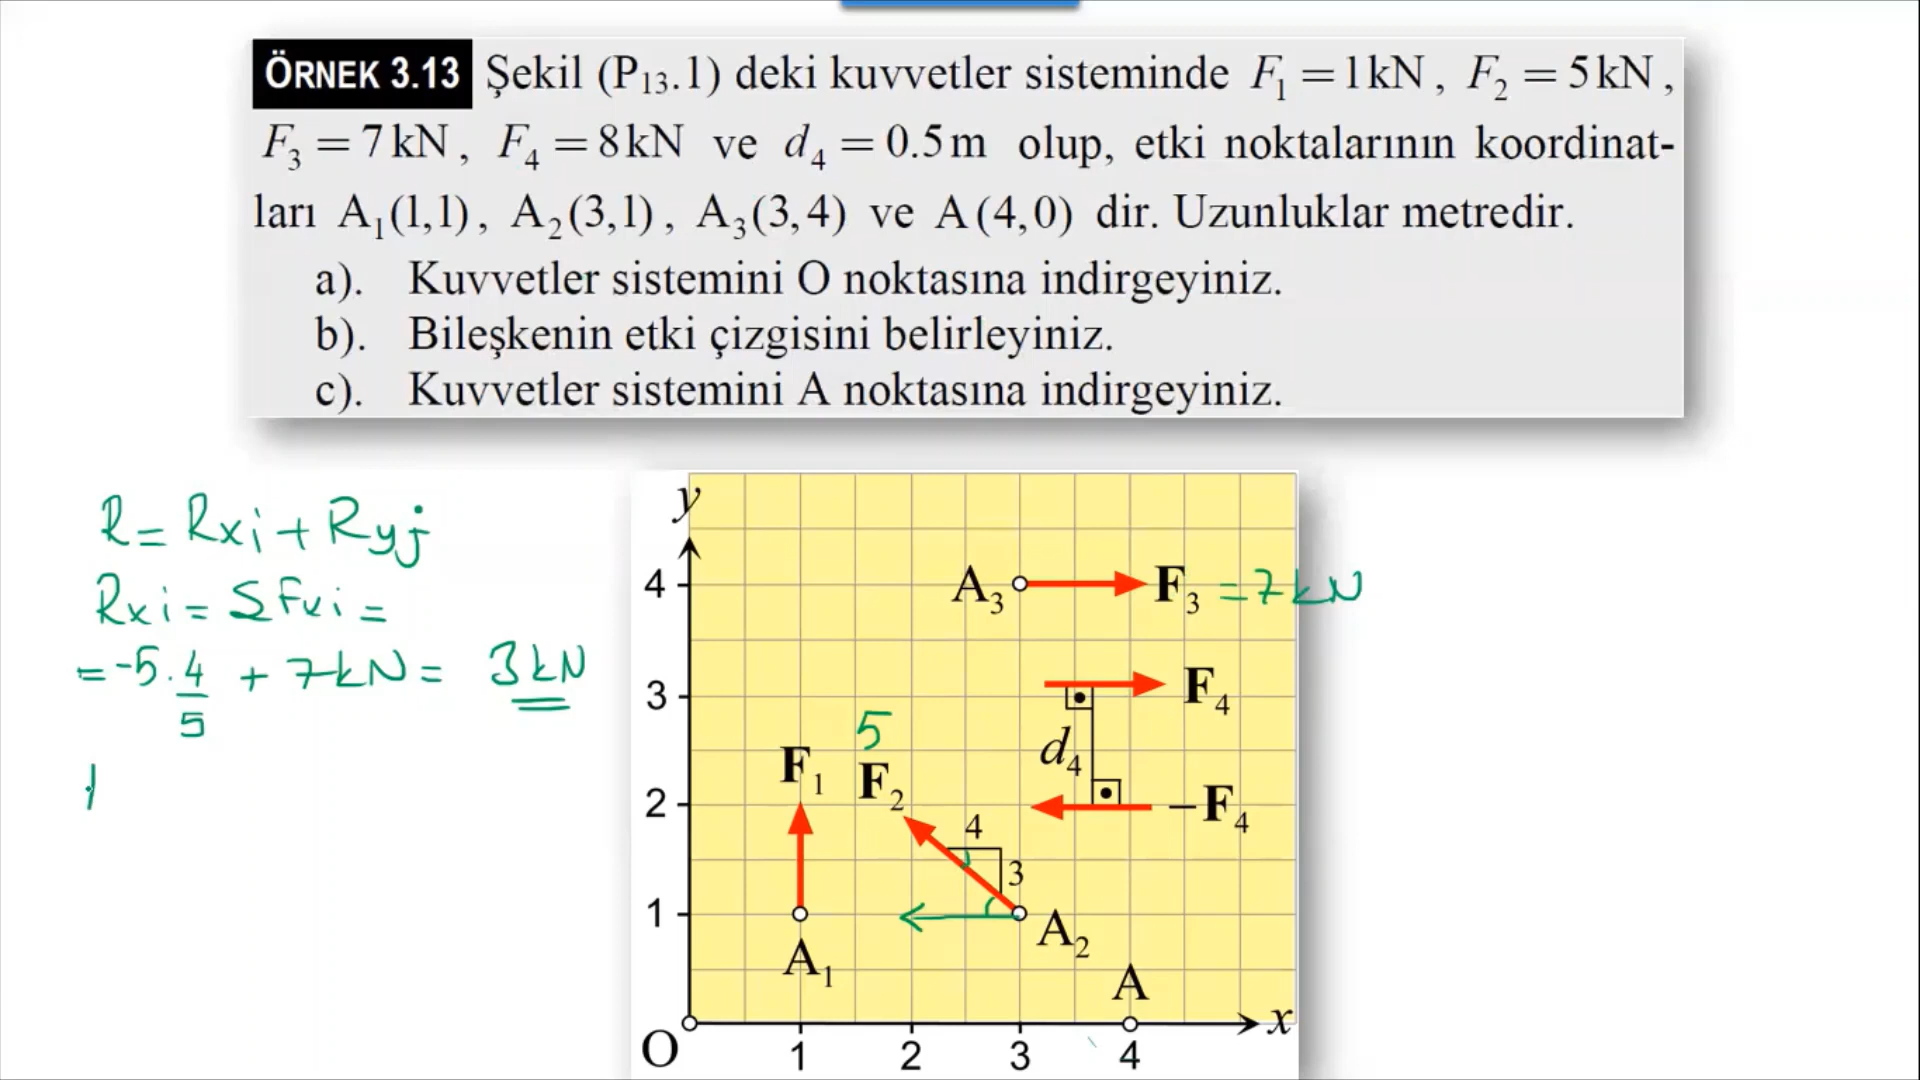 ÖRNEK 3.13 Şekil (P13.1) deki kuvvetler sisteminde F1 = 1kN, F2 = 5kN,
F3 = 7kN, F4 = 8kN ve d4 = 0.5m olup, etki noktalarının koordinat-
ları A1(1,1), A2(3,1), A3(3,4) ve A(4,0) dir. Uzunluklar metredir.
a). Kuvvetler sistemini O noktasına indirgeyiniz.
b). Bileşkenin etki çizgisini belirleyiniz.
c). Kuvvetler sistemini A noktasına indirgeyiniz.
R = Rxi + Ryj
Rxi = ΣFxi =
= -5.4/5 + 7kN = 3kN
y
4
A3
F3 = 7kN
3
F4
5
d4
F1
F2
2
-F4
4
3
1
A2
A1
A
x
O
1 2 3 4